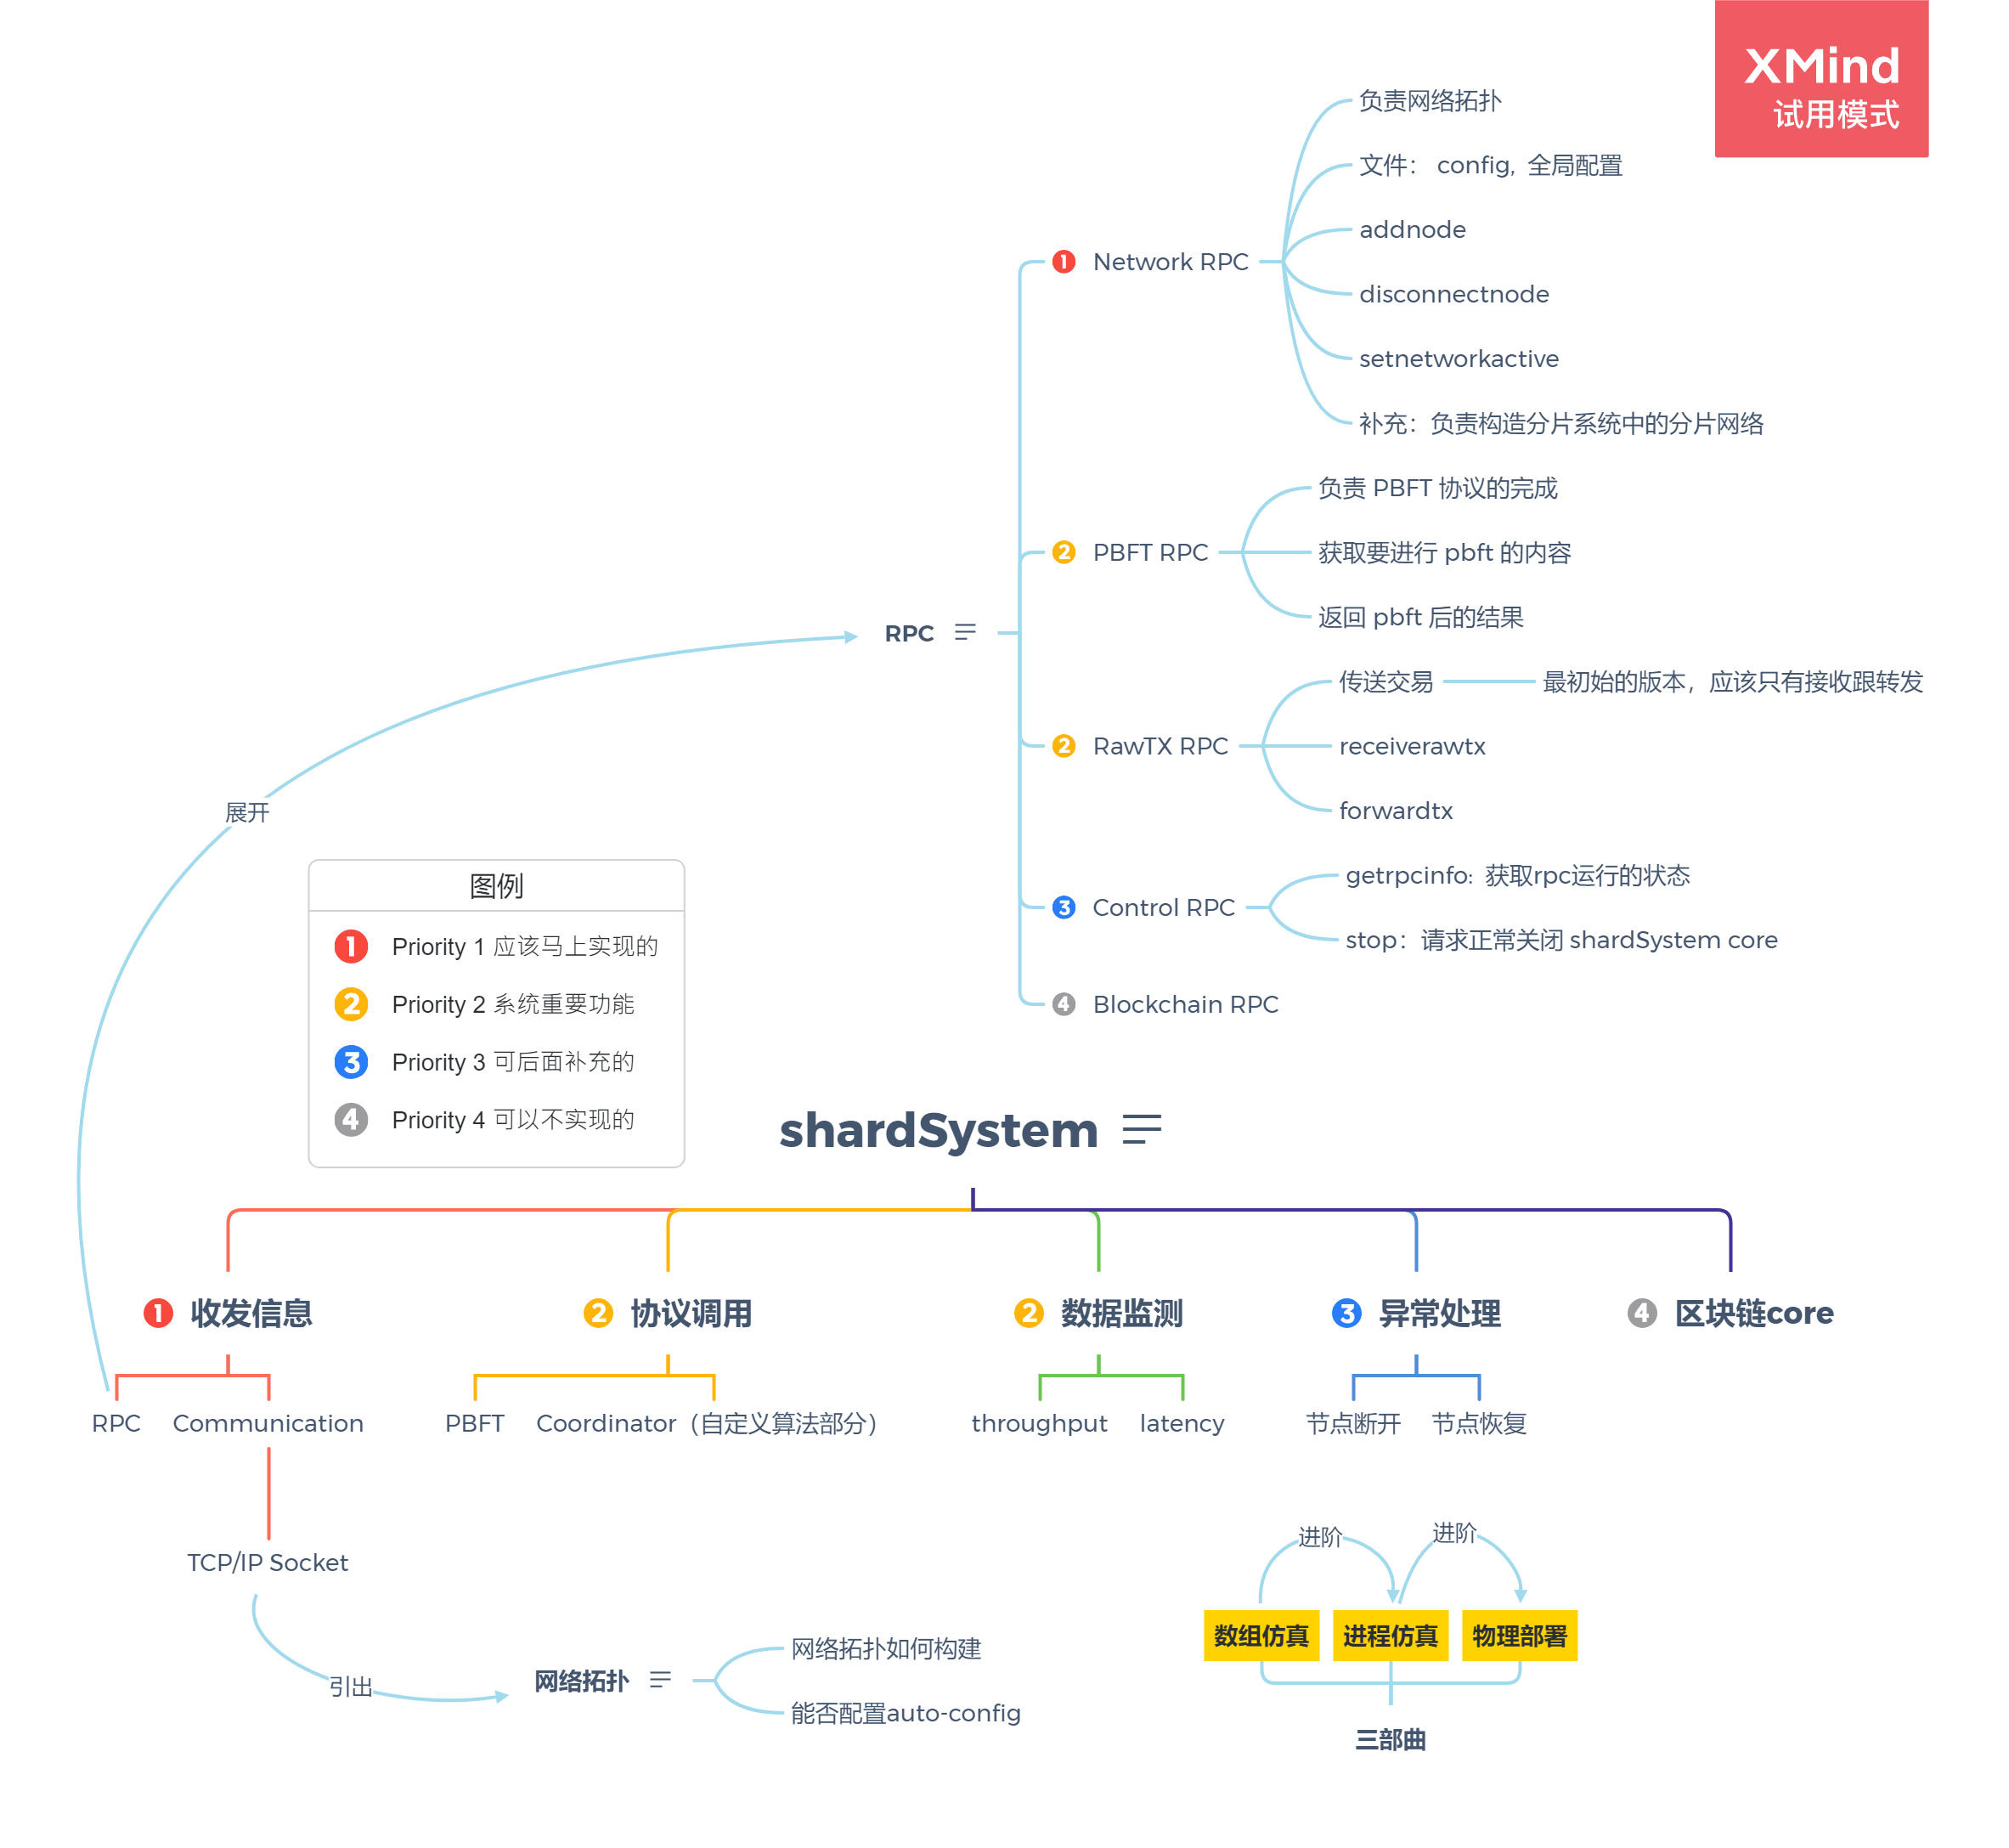 XMind
试用模式
负责网络拓扑
文件： config，全局配置
addnode
Network RPC
disconnectnode
setnetworkactive
补充：负责构造分片系统中的分片网络
负责 PBFT 协议的完成
PBFT RPC
获取要进行 pbft 的内容
返回 pbft 后的结果
RPC
传送交易
最初始的版本，应该只有接收跟转发
RawTX RPC
receiverawtx
forwardtx
展开
getrpcinfo：获取rpc运行的状态
Control RPC
stop：请求正常关闭 shardSystem core
Blockchain RPC
图例
1 Priority 1 应该马上实现的
2 Priority 2 系统重要功能
3 Priority 3 可后面补充的
4 Priority 4 可以不实现的
shardSystem
1 收发信息
2 协议调用
2 数据监测
3 异常处理
4 区块链core
RPC
Communication
PBFT
Coordinator（自定义算法部分）
throughput
latency
节点断开
节点恢复
TCP/IP Socket
引出
网络拓扑
网络拓扑如何构建
能否配置auto-config
进阶
进阶
数组仿真
进程仿真
物理部署
三部曲